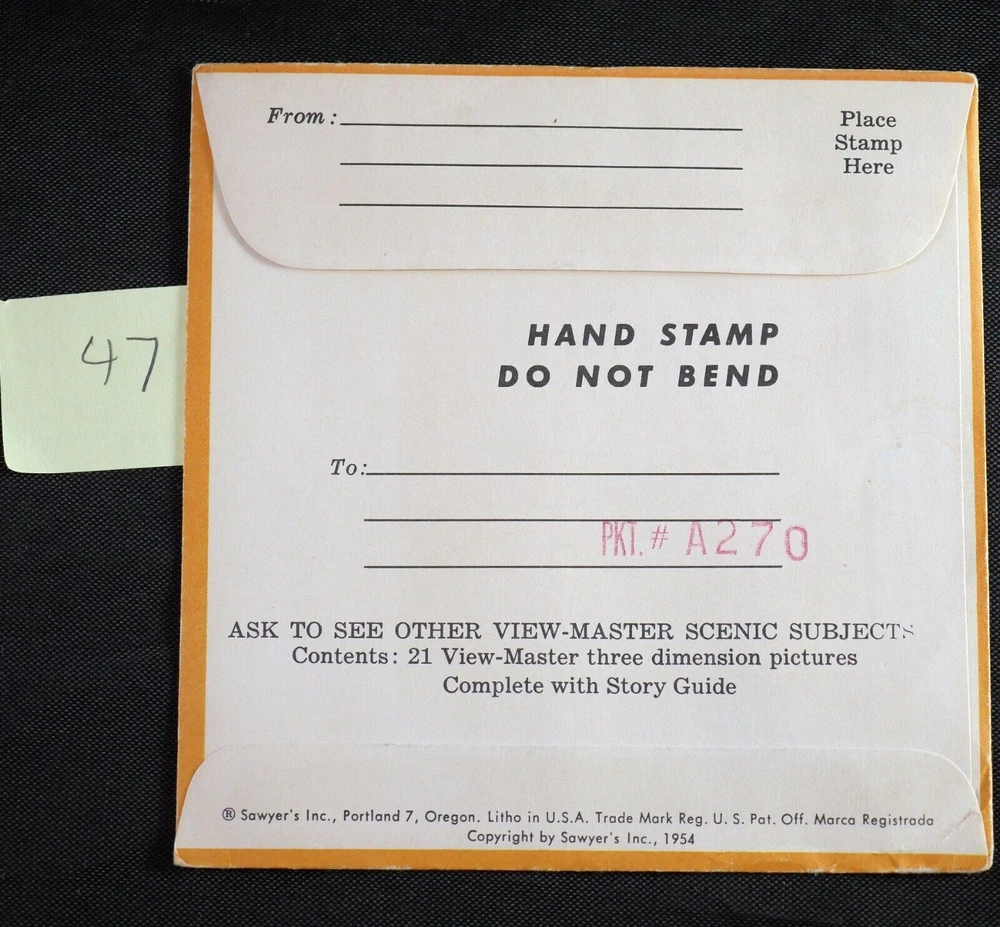 From:
Place
Stamp
Here
HAND STAMP
DO NOT BEND
47
To:
PKT. # A270
ASK TO SEE OTHER VIEW-MASTER SCENIC SUBJECTS
Contents: 21 View-Master three dimension pictures
Complete with Story Guide
® Sawyer's Inc., Portland 7, Oregon. Litho in U.S.A. Trade Mark Reg. U. S. Pat. Off. Marca Registrada
Copyright by Sawyer's Inc., 1954